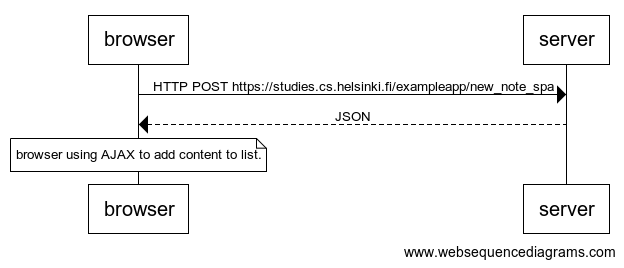 browser
server
HTTP POST https://studies.cs.helsinki.fi/exampleapp/new_note_spa
JSON
browser using AJAX to add content to list.
browser
server
www.websequencediagrams.com